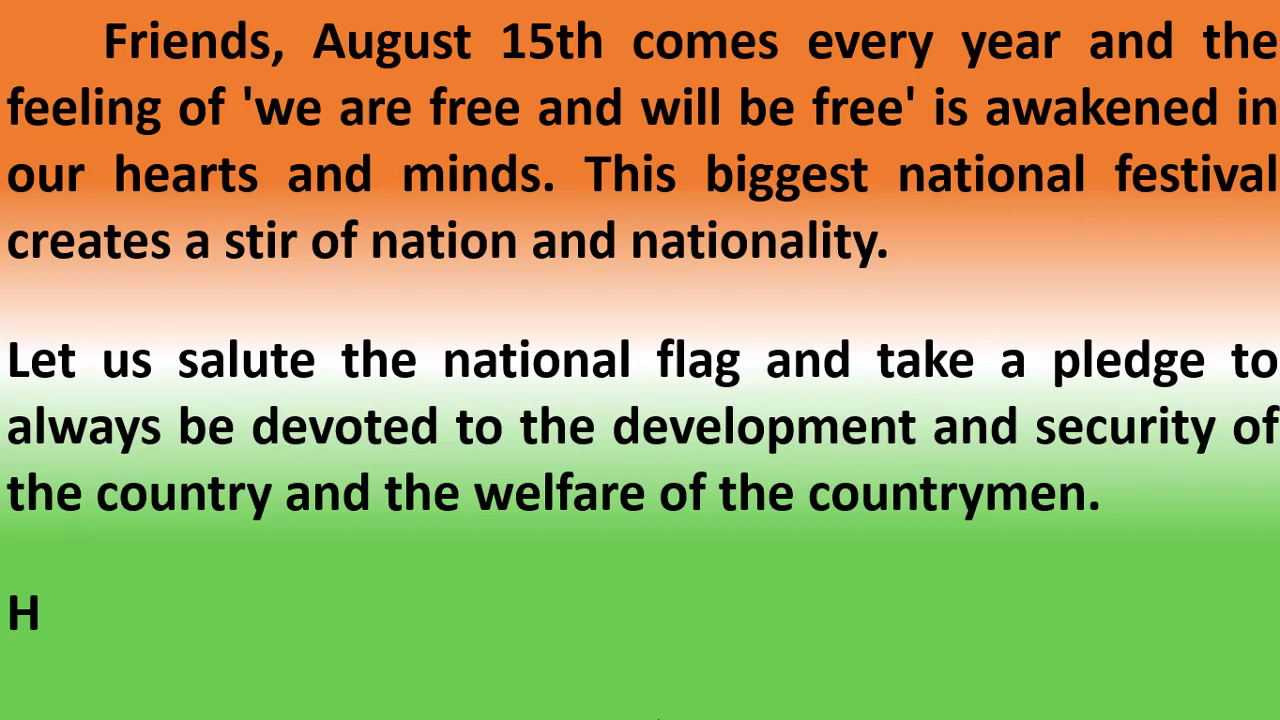 Friends, August 15th comes every year and the
feeling of 'we are free and will be free' is awakened in
our hearts and minds. This biggest national festival
creates a stir of nation and nationality.
Let us salute the national flag and take a pledge to
always be devoted to the development and security of
the country and the welfare of the countrymen.
H